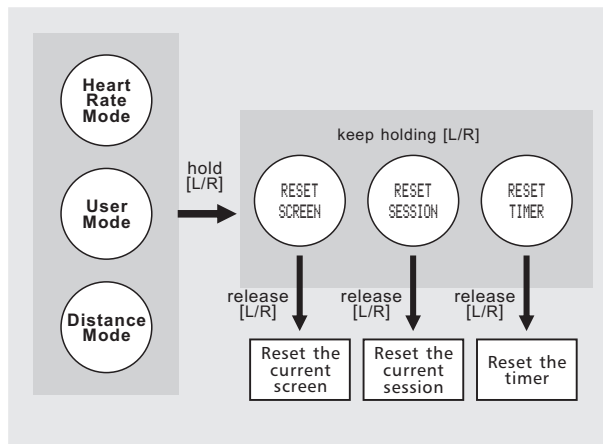 Heart
Rate
Mode
User
Mode
Distance
Mode
hold
[L/R]
keep holding [L/R]
RESET
SCREEN
RESET
SESSION
RESET
TIMER
release
[L/R]
release
[L/R]
release
[L/R]
Reset the
current
screen
Reset the
current
session
Reset the
timer